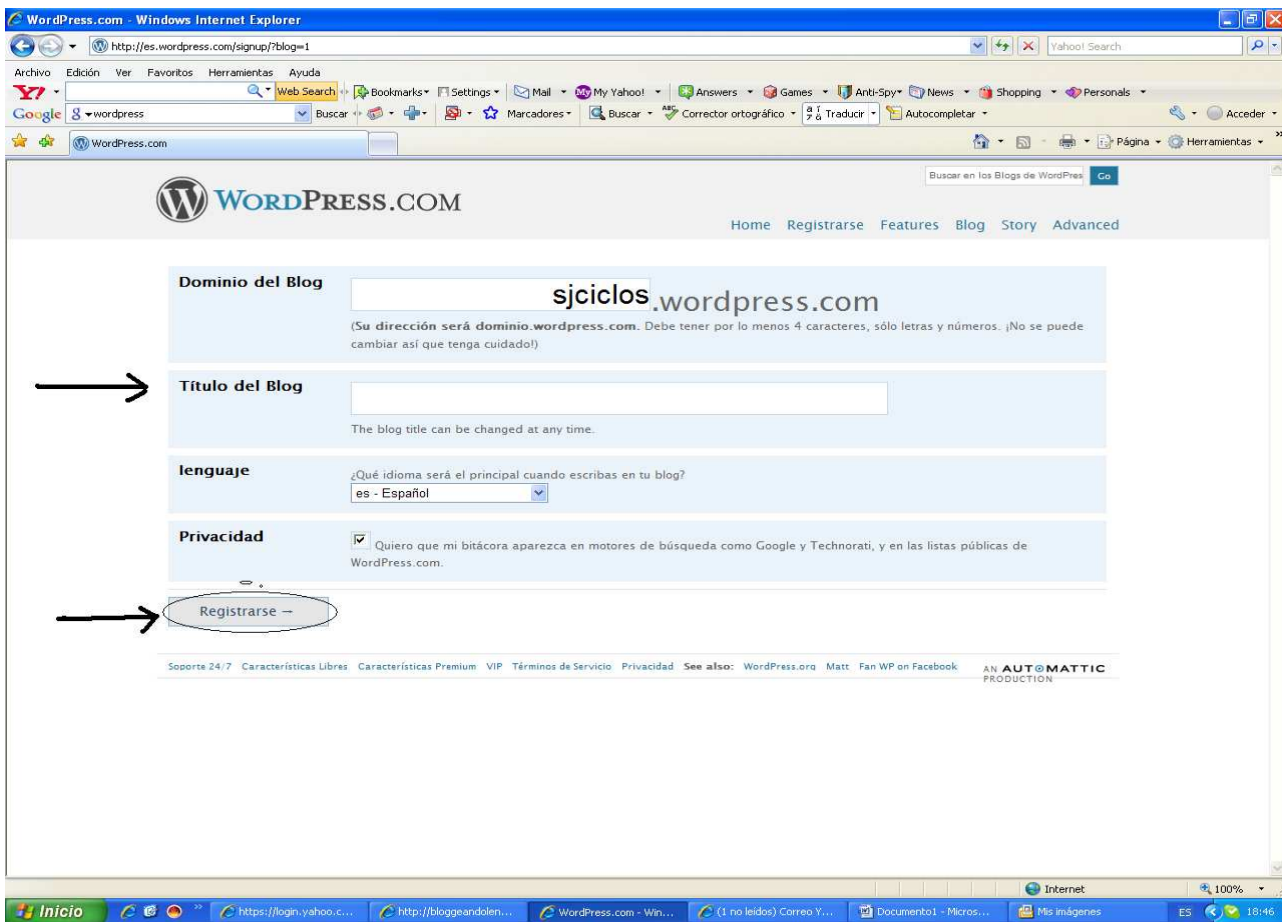 WordPress.com - Windows Internet Explorer
http://es.wordpress.com/signup/?blog=1
Yahoo! Search
Archivo Edición Ver Favoritos Herramientas Ayuda
Y! Web Search Bookmarks Settings Mail My Yahoo! Answers Games Anti-Spy News Shopping Personals
Google wordpress Buscar Marcadores Buscar Corrector ortográfico Traducir Autocompletar Acceder
WordPress.com Página Herramientas
Buscar en los Blogs de WordPres Go
WORDPRESS.COM
Home Registrarse Features Blog Story Advanced
Dominio del Blog
sjciclos.wordpress.com
(Su dirección será dominio.wordpress.com. Debe tener por lo menos 4 caracteres, sólo letras y números. ¡No se puede
cambiar así que tenga cuidado!)
Título del Blog
The blog title can be changed at any time.
lenguaje
¿Qué idioma será el principal cuando escribas en tu blog?
es - Español
Privacidad
Quiero que mi bitácora aparezca en motores de búsqueda como Google y Technorati, y en las listas públicas de
WordPress.com.
Registrarse →
Soporte 24/7 Características Libres Características Premium VIP Términos de Servicio Privacidad See also: WordPress.org Matt Fan WP on Facebook AN AUTOMATTIC
PRODUCTION
Internet 100%
Inicio https://login.yahoo.c... http://bloggeandolen... WordPress.com - Win... (1 no leídos) Correo Y... Documento1 - Micros... Mis imágenes ES 18:46